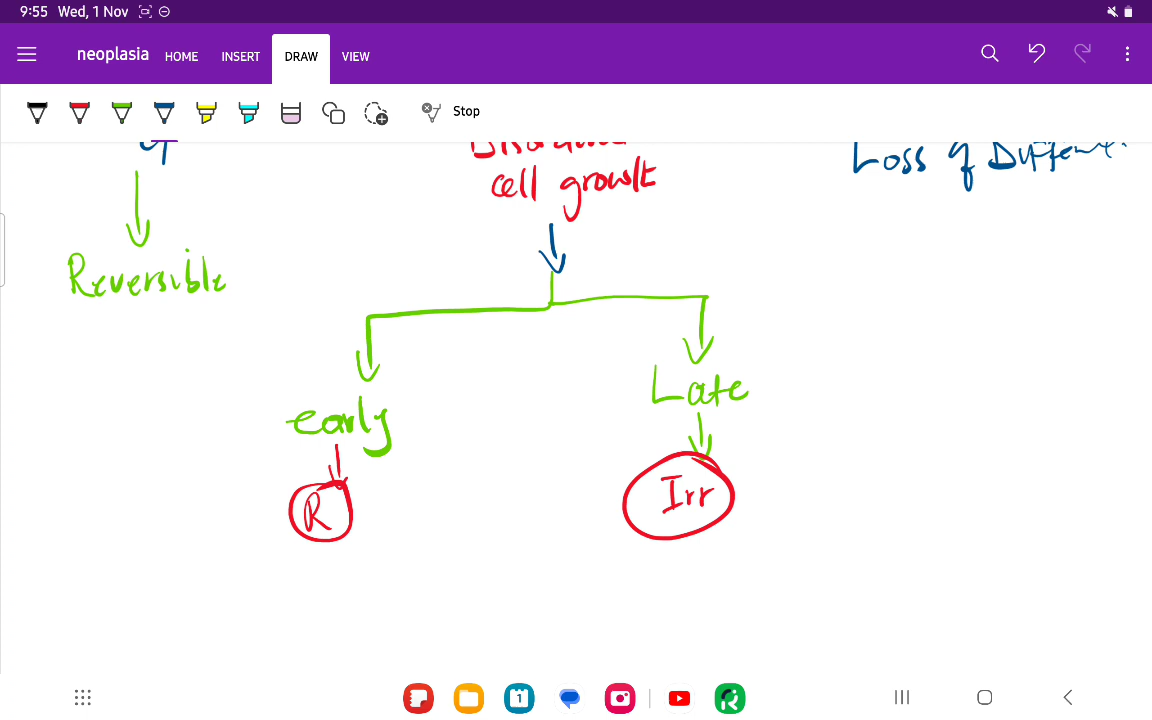 9:55 Wed, 1 Nov
neoplasia HOME INSERT DRAW VIEW
Stop
cell growth
Loss of
Reversible
early
Late
R
Irr
1